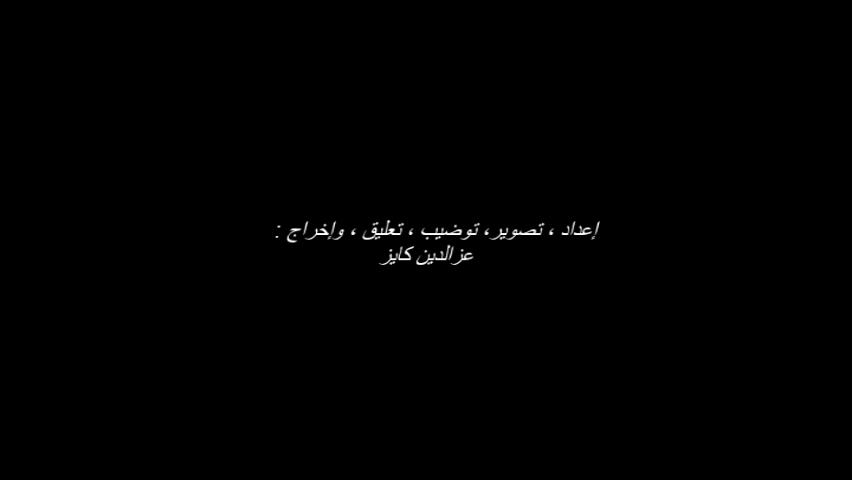 إعداد ، تصوير، توضيب ، تعليق ، وإخراج :
عزالدين كايز